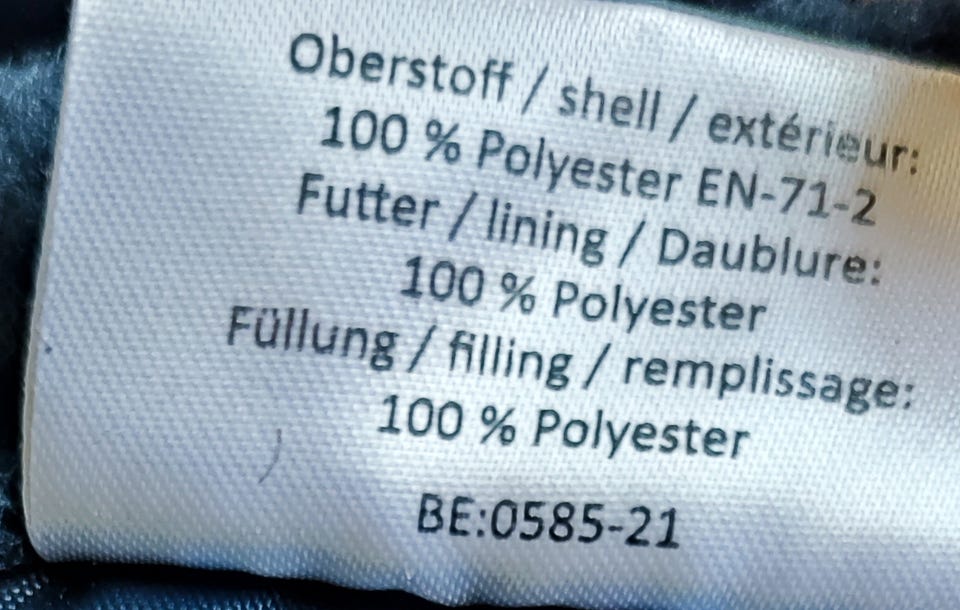 Oberstoff / shell / extérieur:
100 % Polyester EN-71-2
Futter / lining / Daublure:
100 % Polyester
Füllung / filling / remplissage:
100 % Polyester
BE:0585-21